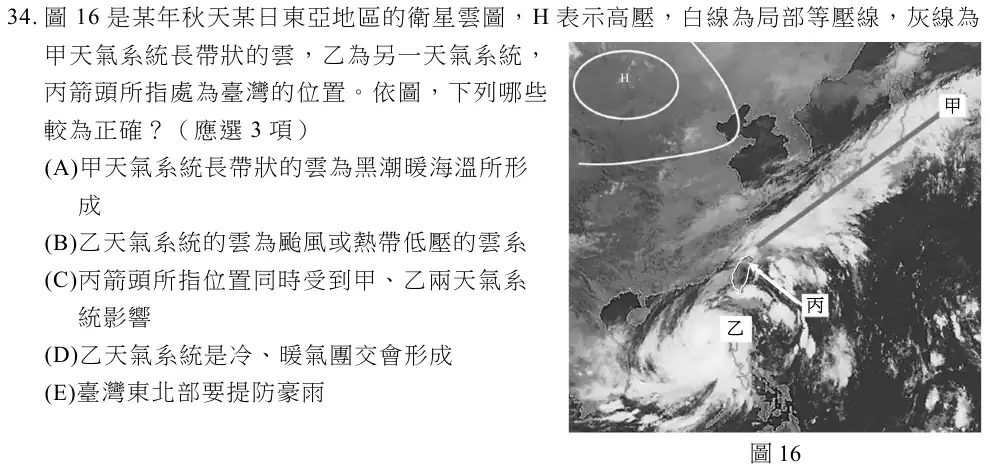 34. 圖 16 是某年秋天某日東亞地區的衛星雲圖，H 表示高壓，白線為局部等壓線，灰線為
甲天氣系統長帶狀的雲，乙為另一天氣系統，
丙箭頭所指處為臺灣的位置。依圖，下列哪些
較為正確？（應選 3 項）
(A)甲天氣系統長帶狀的雲為黑潮暖海溫所形
成
(B)乙天氣系統的雲為颱風或熱帶低壓的雲系
(C)丙箭頭所指位置同時受到甲、乙兩天氣系
統影響
(D)乙天氣系統是冷、暖氣團交會形成
(E)臺灣東北部要提防豪雨
H
甲
丙
乙
圖 16